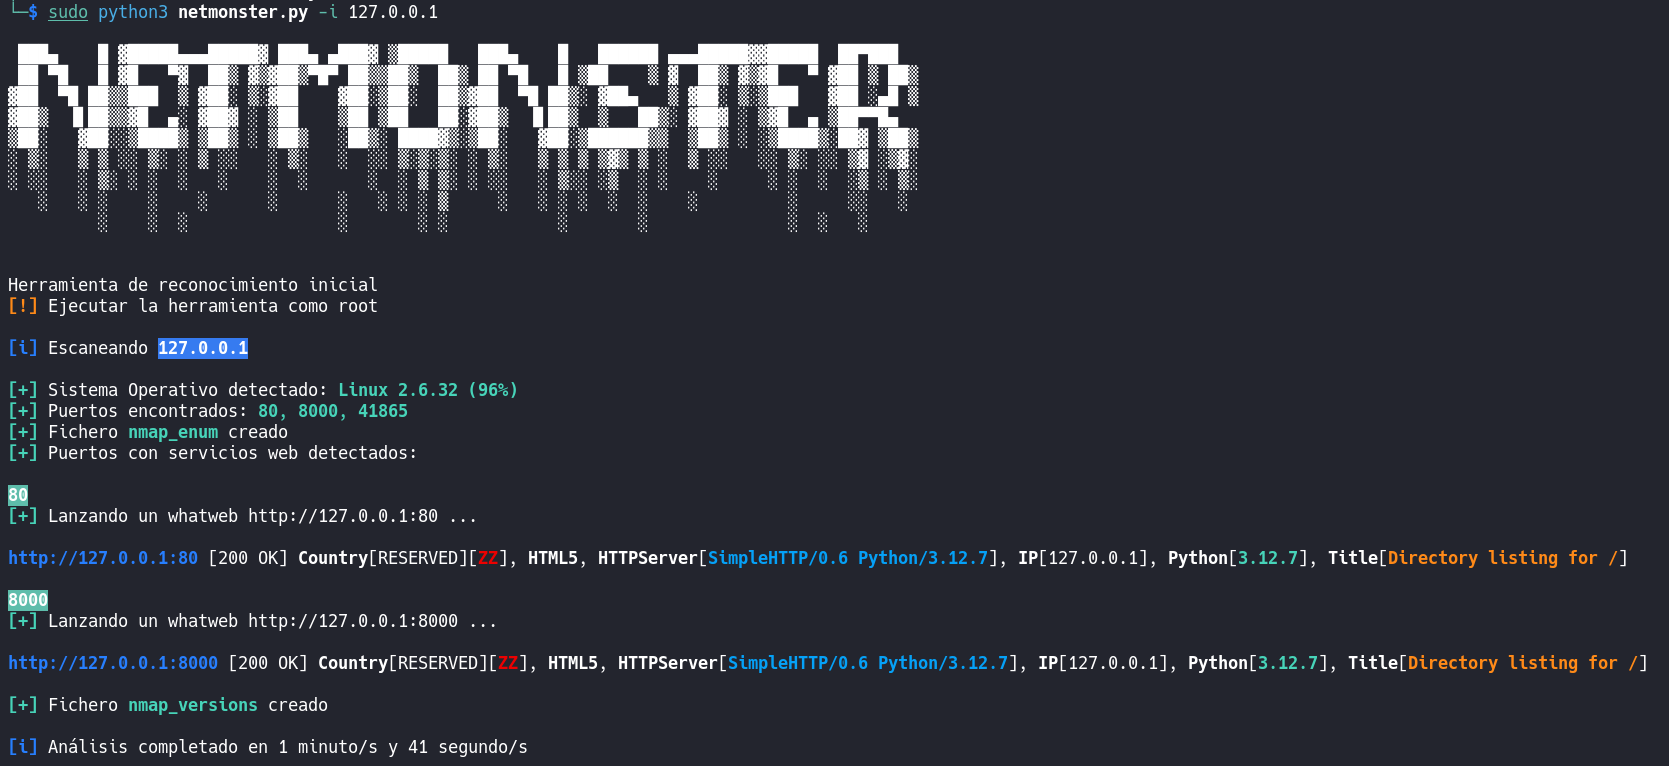 └─$ sudo python3 netmonster.py -i 127.0.0.1
NETMONSTER
Herramienta de reconocimiento inicial
[!] Ejecutar la herramienta como root
[i] Escaneando 127.0.0.1
[+] Sistema Operativo detectado: Linux 2.6.32 (96%)
[+] Puertos encontrados: 80, 8000, 41865
[+] Fichero nmap_enum creado
[+] Puertos con servicios web detectados:
80
[+] Lanzando un whatweb http://127.0.0.1:80 ...
http://127.0.0.1:80 [200 OK] Country[RESERVED][ZZ], HTML5, HTTPServer[SimpleHTTP/0.6 Python/3.12.7], IP[127.0.0.1], Python[3.12.7], Title[Directory listing for /]
8000
[+] Lanzando un whatweb http://127.0.0.1:8000 ...
http://127.0.0.1:8000 [200 OK] Country[RESERVED][ZZ], HTML5, HTTPServer[SimpleHTTP/0.6 Python/3.12.7], IP[127.0.0.1], Python[3.12.7], Title[Directory listing for /]
[+] Fichero nmap_versions creado
[i] Análisis completado en 1 minuto/s y 41 segundo/s